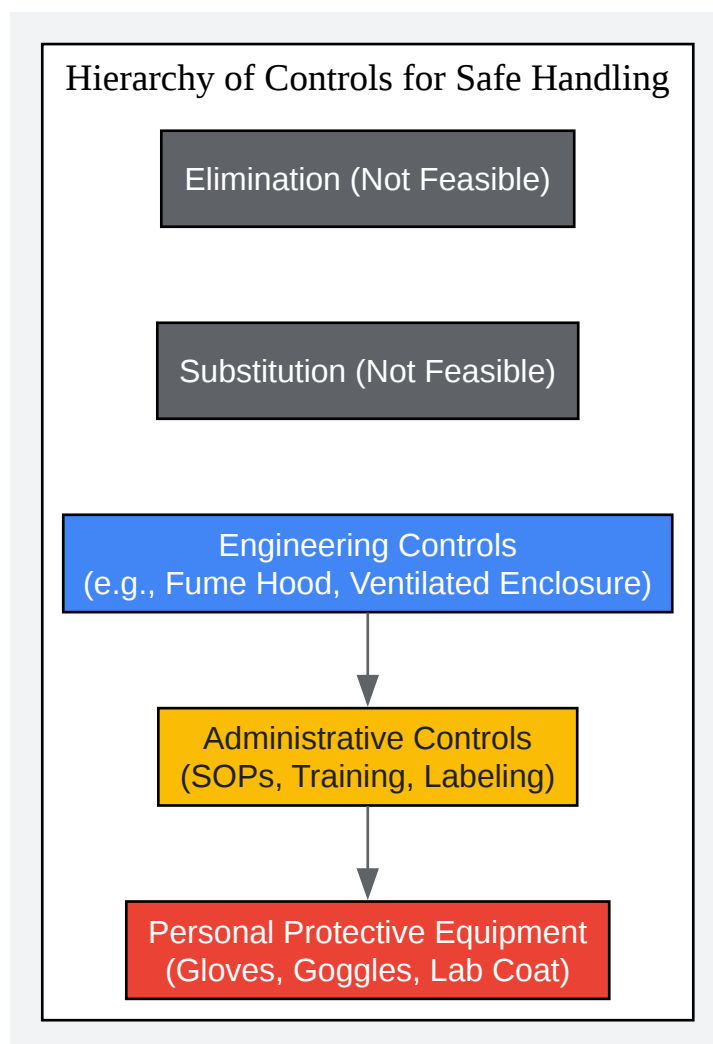 Hierarchy of Controls for Safe Handling
Elimination (Not Feasible)
Substitution (Not Feasible)
Engineering Controls
(e.g., Fume Hood, Ventilated Enclosure)
Administrative Controls
(SOPs, Training, Labeling)
Personal Protective Equipment
(Gloves, Goggles, Lab Coat)